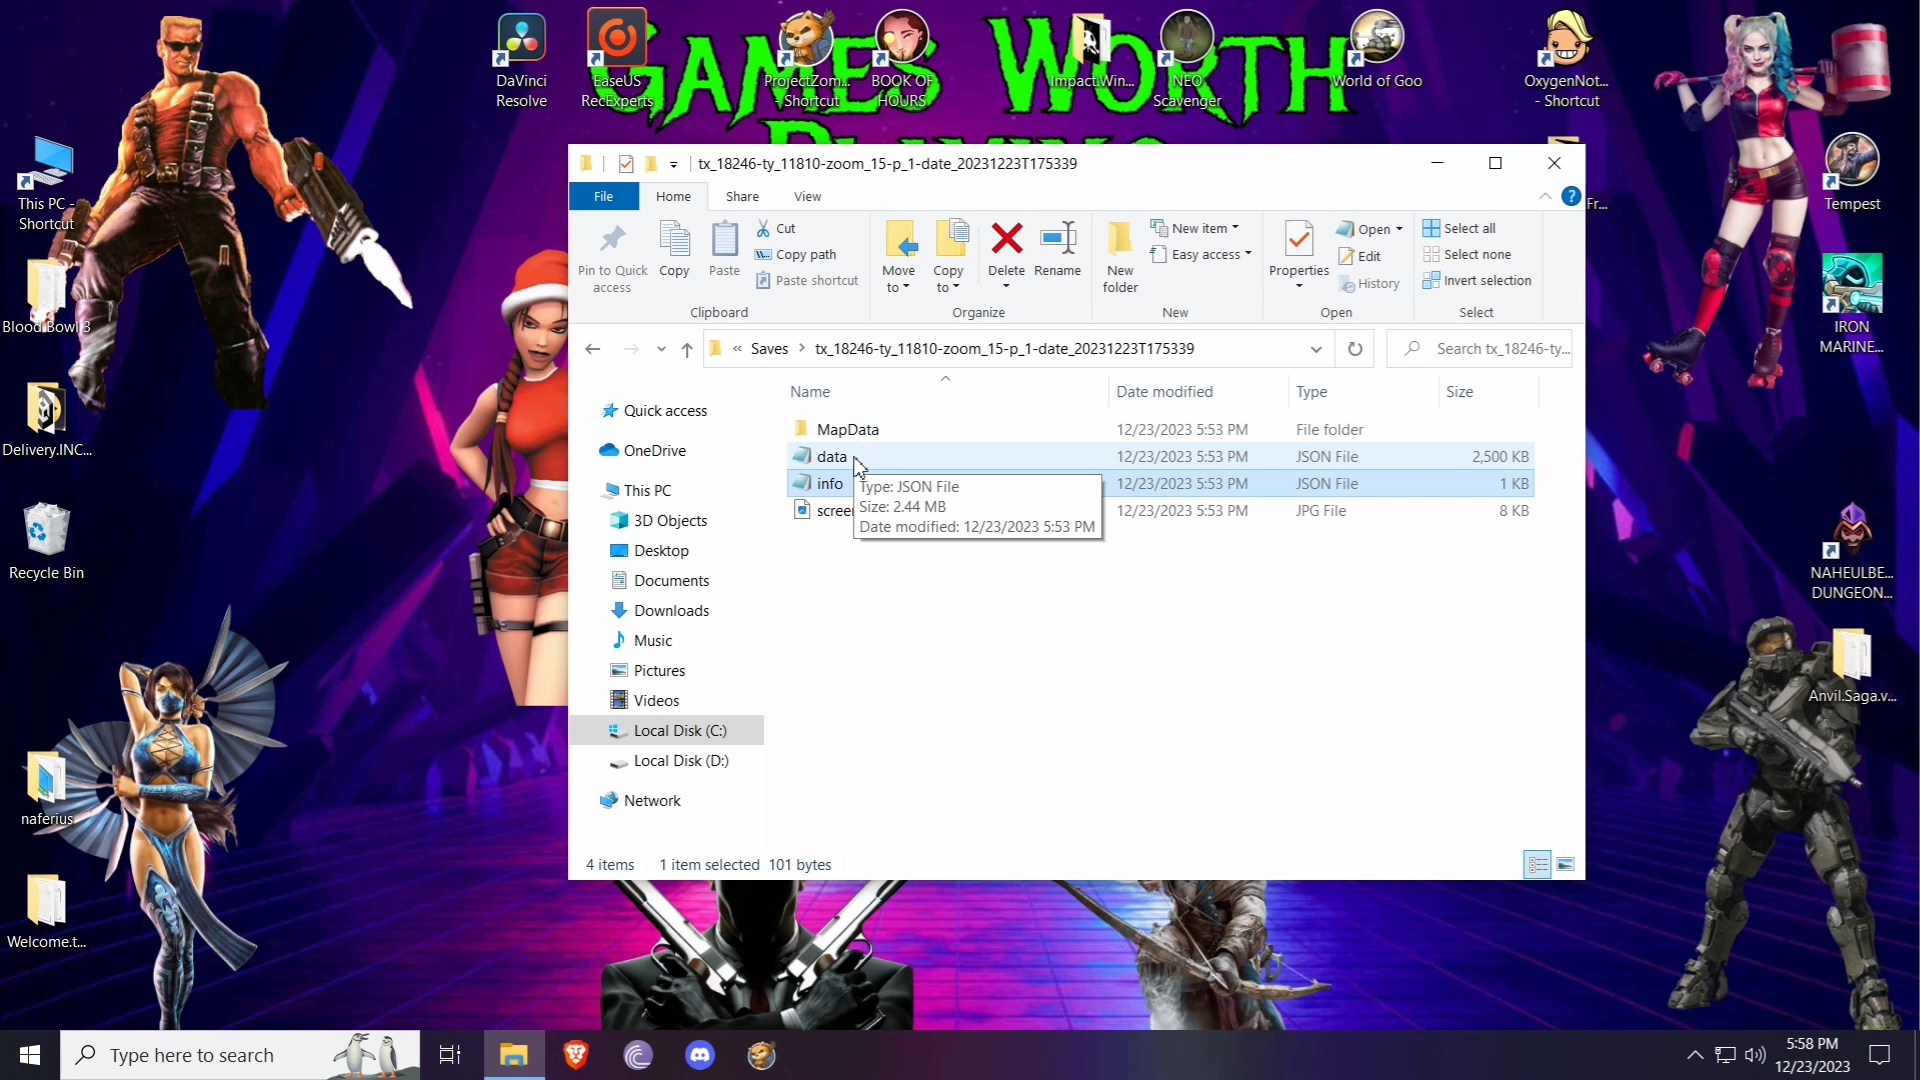 GAMES WORTH
PLAYING
DaVinci
Resolve
EaseUS
RecExperts
ProjectZom...
- Shortcut
BOOK OF
HOURS
Impact.Win...
NEO
Scavenger
World of Goo
OxygenNot...
- Shortcut
This PC -
Shortcut
Blood Bowl 3
Delivery.INC...
Recycle Bin
naferius
Welcome.t...
Fr...
Tempest
IRON
MARINE...
NAHEULBE...
DUNGEON...
Anvil.Saga.v...
tx_18246-ty_11810-zoom_15-p_1-date_20231223T175339
File Home Share View
Pin to Quick
access
Copy
Paste
Cut
Copy path
Paste shortcut
Clipboard
Move
to
Copy
to
Delete
Rename
Organize
New
folder
New item
Easy access
New
Properties
Open
Edit
History
Open
Select all
Select none
Invert selection
Select
« Saves > tx_18246-ty_11810-zoom_15-p_1-date_20231223T175339
Search tx_18246-ty...
Quick access
OneDrive
This PC
3D Objects
Desktop
Documents
Downloads
Music
Pictures
Videos
Local Disk (C:)
Local Disk (D:)
Network
Name Date modified Type Size
MapData 12/23/2023 5:53 PM File folder
data 12/23/2023 5:53 PM JSON File 2,500 KB
info 12/23/2023 5:53 PM JSON File 1 KB
screen 12/23/2023 5:53 PM JPG File 8 KB
Type: JSON File
Size: 2.44 MB
Date modified: 12/23/2023 5:53 PM
4 items 1 item selected 101 bytes
Type here to search
5:58 PM
12/23/2023